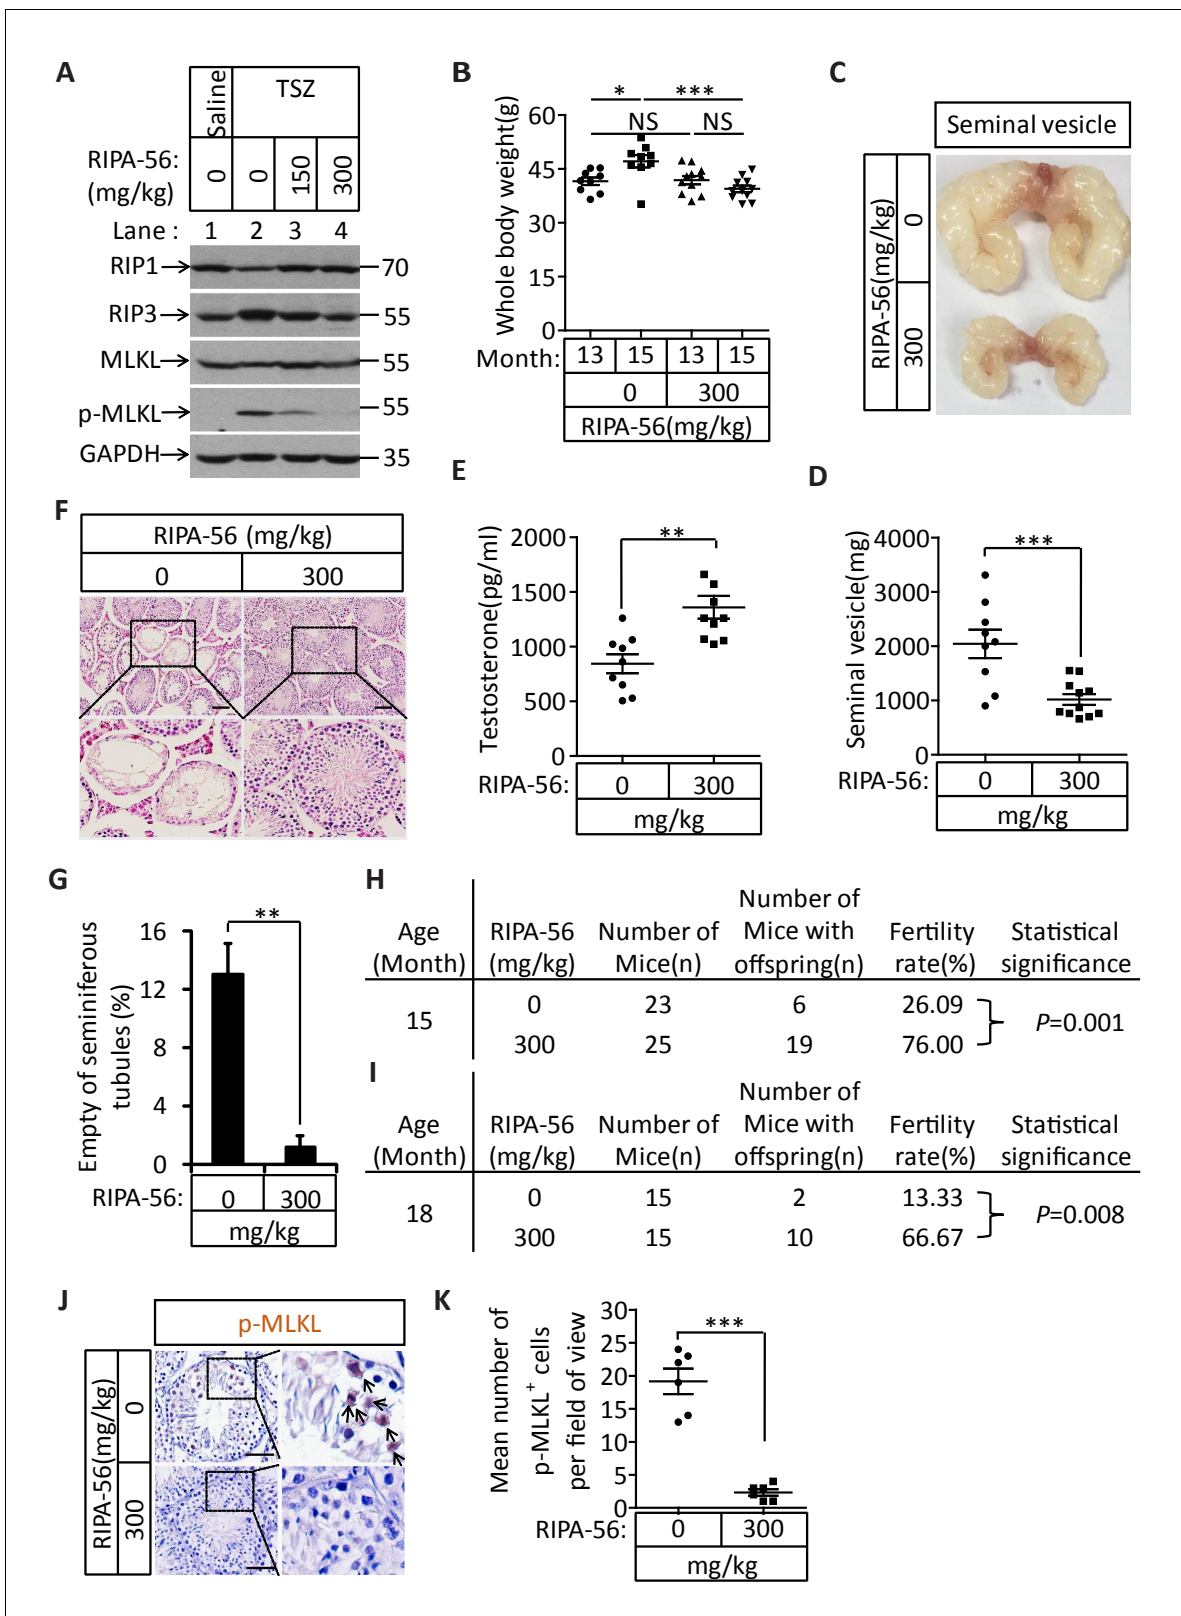 A
Saline
TSZ
RIPA-56:
(mg/kg)
0
0
150
300
Lane :
1
2
3
4
RIP1
70
RIP3
55
MLKL
55
p-MLKL
55
GAPDH
35
B
Whole body weight(g)
*
***
NS
NS
60
45
30
15
0
Month:
13
15
13
15
0
300
RIPA-56(mg/kg)
C
Seminal vesicle
RIPA-56(mg/kg)
0
300
F
RIPA-56 (mg/kg)
0
300
E
Testosterone(pg/ml)
**
2000
1500
1000
500
0
RIPA-56:
0
300
mg/kg
D
Seminal vesicle(mg)
***
4000
3000
2000
1000
0
RIPA-56:
0
300
mg/kg
G
Empty of seminiferous
tubules (%)
**
16
12
8
4
0
RIPA-56:
0
300
mg/kg
H
Age
(Month)
RIPA-56
(mg/kg)
Number of
Mice(n)
Number of
Mice with
offspring(n)
Fertility
rate(%)
Statistical
significance
15
0
23
6
26.09
300
25
19
76.00
P=0.001
I
Age
(Month)
RIPA-56
(mg/kg)
Number of
Mice(n)
Number of
Mice with
offspring(n)
Fertility
rate(%)
Statistical
significance
18
0
15
2
13.33
300
15
10
66.67
P=0.008
J
p-MLKL
RIPA-56(mg/kg)
0
300
K
Mean number of
p-MLKL⁺ cells
per field of view
***
30
25
20
15
10
5
0
RIPA-56:
0
300
mg/kg